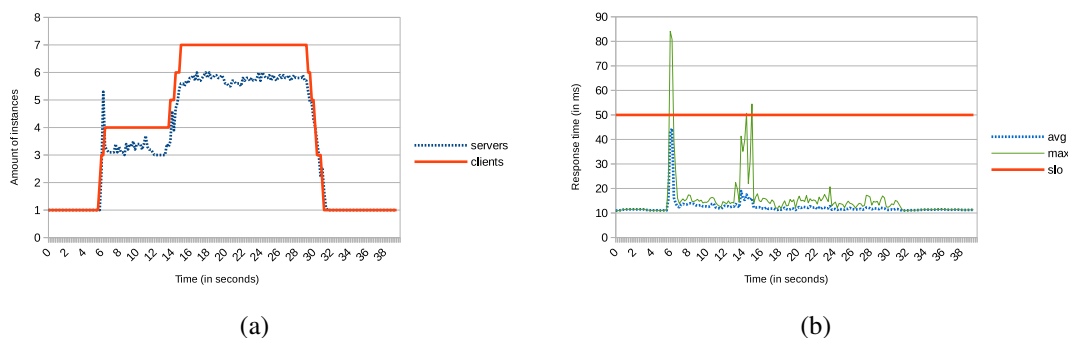 8
7
6
5
4
3
2
1
0
Amount of instances
0 2 4 6 8 10 12 14 16 18 20 22 24 26 28 30 32 34 36 38
Time (in seconds)
servers
clients
(a)
90
80
70
60
50
40
30
20
10
0
Response time (in ms)
0 2 4 6 8 10 12 14 16 18 20 22 24 26 28 30 32 34 36 38
Time (in seconds)
avg
max
slo
(b)